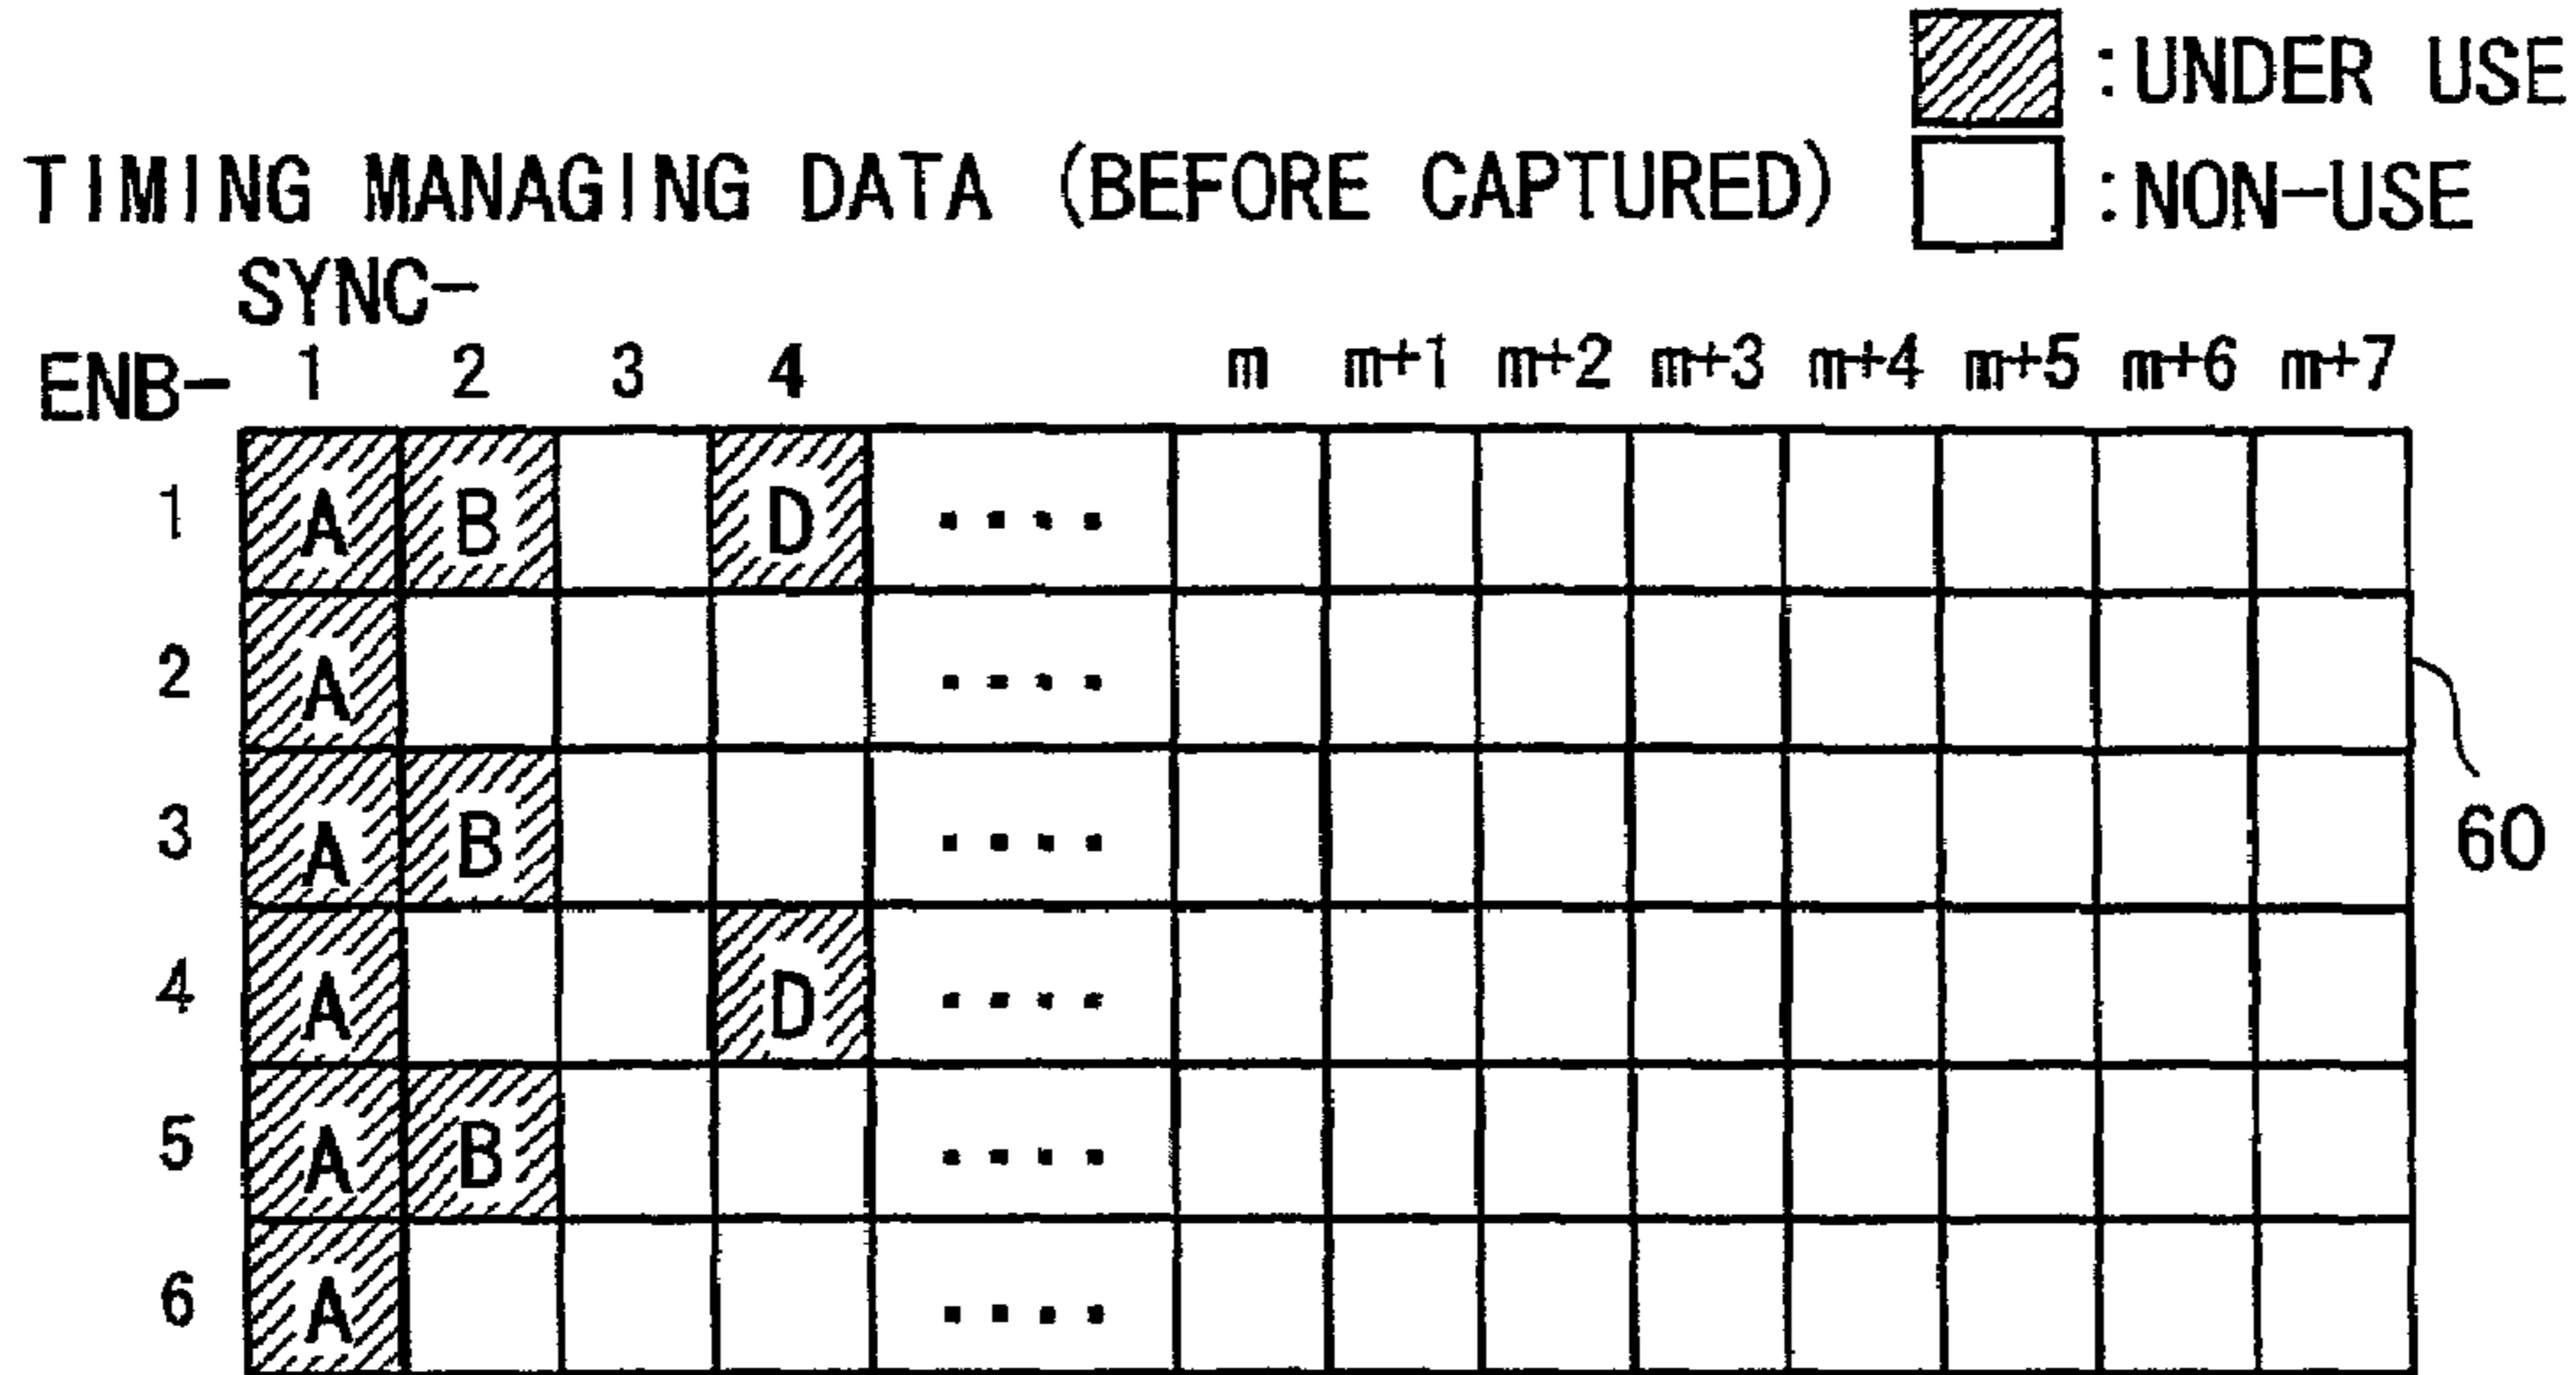 :UNDER USE
TIMING MANAGING DATA (BEFORE CAPTURED)
:NON-USE
SYNC-
ENB- 1 2 3 4 m m+1 m+2 m+3 m+4 m+5 m+6 m+7
1 A B D ....
2 A ....
3 A B ....
60
4 A D ....
5 A B ....
6 A ....